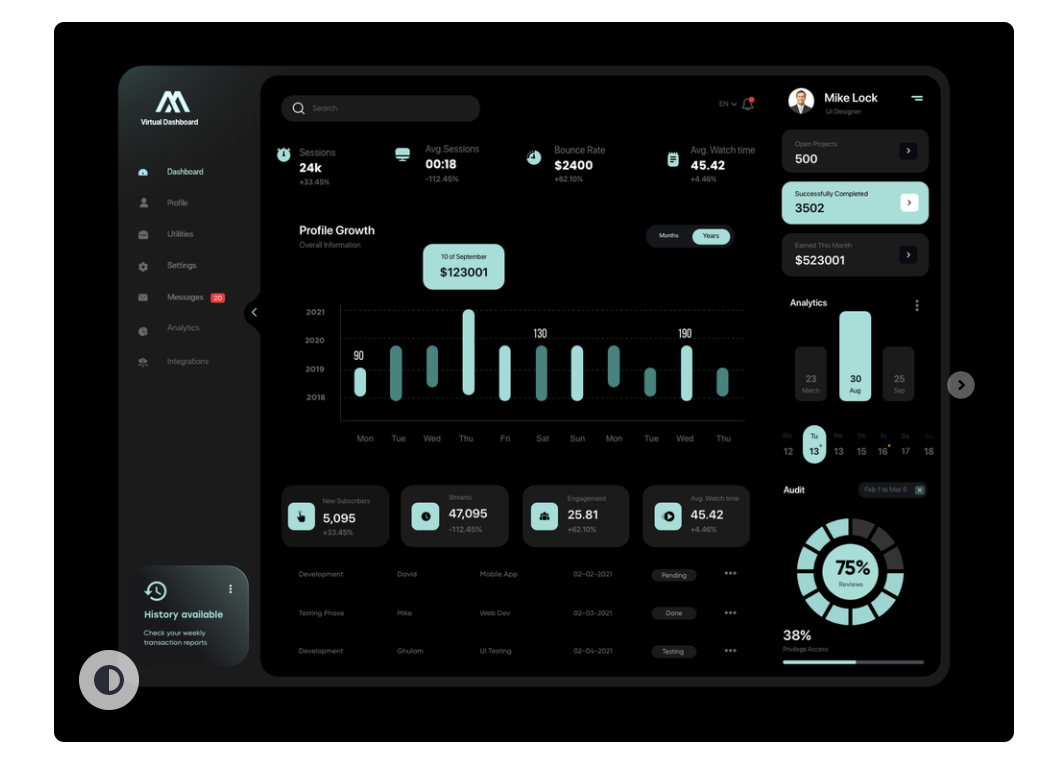 Virtual Dashboard
Dashboard
Profile
Utilities
Settings
Messages 20
Analytics
Integrations
History available
Check your weekly
transaction reports
Search
EN
Sessions
24k
+33.45%
Avg.Sessions
00:18
-112.45%
Bounce Rate
$2400
+62.10%
Avg. Watch time
45.42
+4.46%
Profile Growth
Overall Information
Months Years
10 of September
$123001
2021
2020
2019
2018
90
130
190
Mon Tue Wed Thu Fri Sat Sun Mon Tue Wed Thu
New Subscribers
5,095
+33.45%
Streams
47,095
-112.45%
Engagement
25.81
+62.10%
Avg. Watch time
45.42
+4.46%
Development David Mobile App 02-02-2021 Pending
Testing Phase Mike Web Dev 02-03-2021 Done
Development Ghulam UI Testing 02-04-2021 Testing
Mike Lock
UI Designer
Open Projects
500
Successfully Completed
3502
Earned This Month
$523001
Analytics
23
March
30
Aug
25
Sep
Tu We Th Fr Sa Su
12 13 13 15 16 17 18
Audit
Feb 1 to Mar 5
75%
Reviews
38%
Privilege Access